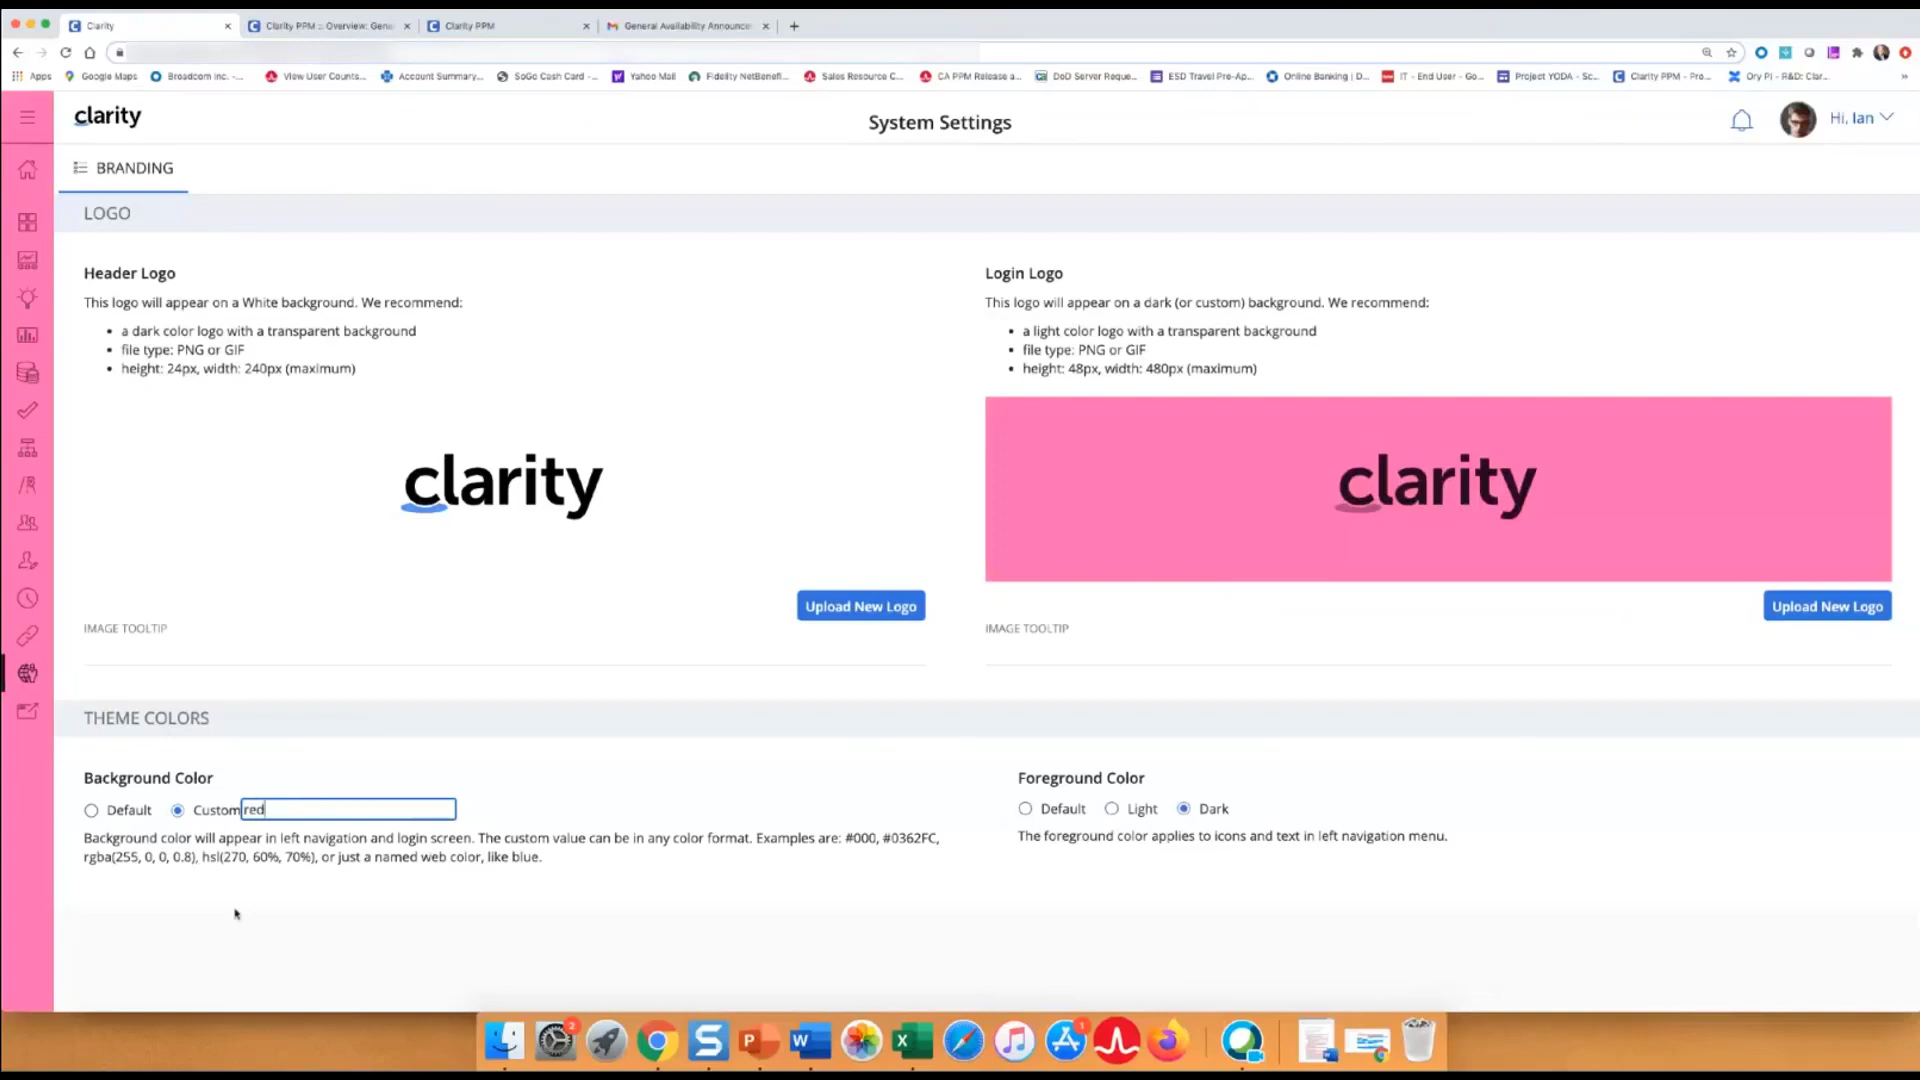 Clarity
Clarity PPM :: Overview: Gene
Clarity PPM
General Availability Announce
Apps
Google Maps
Broadcom Inc. -...
View User Counts...
Account Summary...
SoGo Cash Card -...
Yahoo Mail
Fidelity NetBenefi...
Sales Resource C...
CA PPM Release a...
DoD Server Reque...
ESD Travel Pre-Ap...
Online Banking | D...
IT - End User - Go...
Project YODA - Sc...
Clarity PPM - Pro...
Ory PI - R&D: Clar...
»
clarity
System Settings
Hi, Ian
BRANDING
LOGO
Header Logo
This logo will appear on a White background. We recommend:
• a dark color logo with a transparent background
• file type: PNG or GIF
• height: 24px, width: 240px (maximum)
clarity
Upload New Logo
IMAGE TOOLTIP
Login Logo
This logo will appear on a dark (or custom) background. We recommend:
• a light color logo with a transparent background
• file type: PNG or GIF
• height: 48px, width: 480px (maximum)
clarity
Upload New Logo
IMAGE TOOLTIP
THEME COLORS
Background Color
Default Custom red
Background color will appear in left navigation and login screen. The custom value can be in any color format. Examples are: #000, #0362FC,
rgba(255, 0, 0, 0.8), hsl(270, 60%, 70%), or just a named web color, like blue.
Foreground Color
Default Light Dark
The foreground color applies to icons and text in left navigation menu.
2
S
P
W
X
1